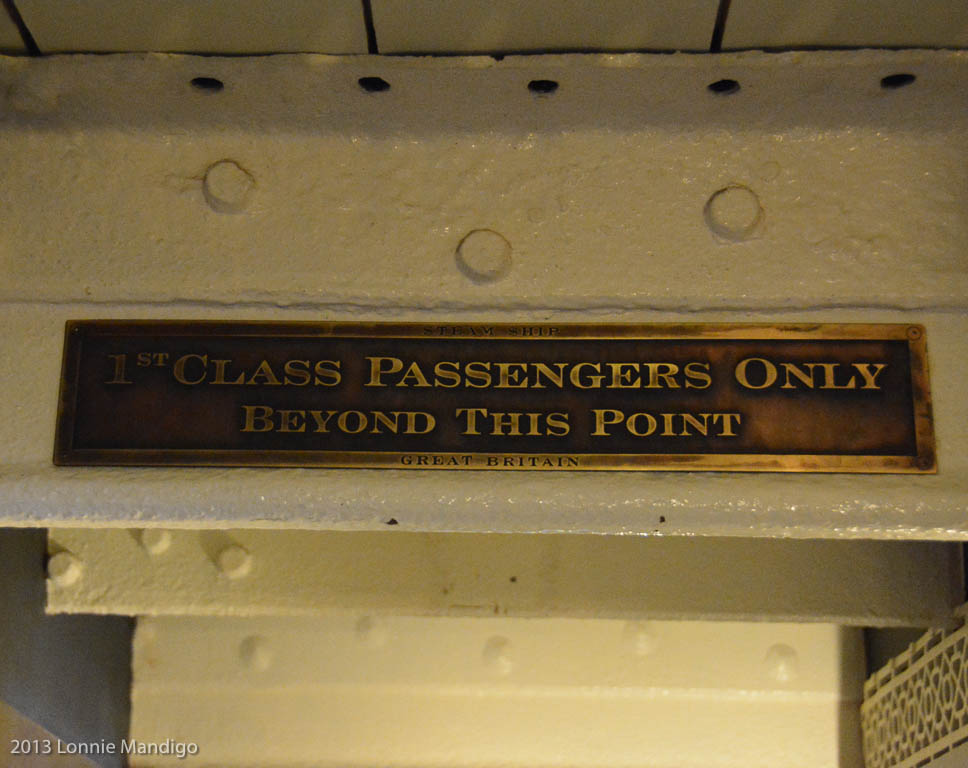 STEAM SHIP
1ST CLASS PASSENGERS ONLY
BEYOND THIS POINT
GREAT BRITAIN
2013 Lonnie Mandigo